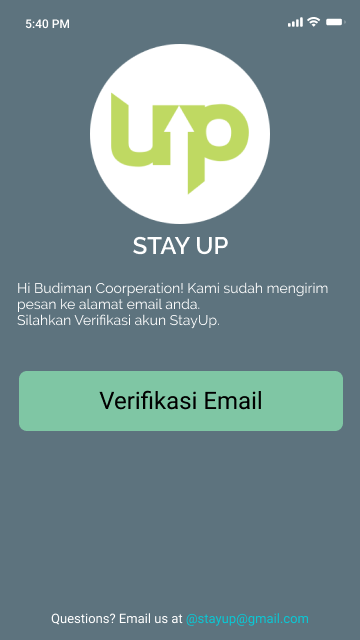 5:40 PM
up
STAY UP
Hi Budiman Coorperation! Kami sudah mengirim
pesan ke alamat email anda.
Silahkan Verifikasi akun StayUp.
Verifikasi Email
Questions? Email us at @stayup@gmail.com